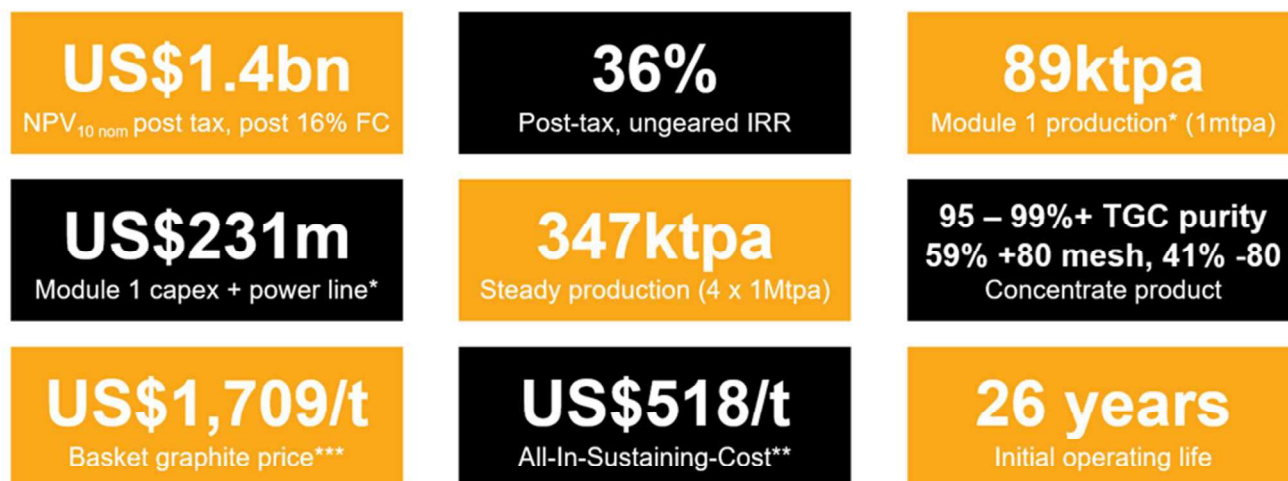 US$1.4bn
NPV10 nom post tax, post 16% FC
36%
Post-tax, ungeared IRR
89ktpa
Module 1 production* (1mtpa)
US$231m
Module 1 capex + power line*
347ktpa
Steady production (4 x 1Mtpa)
95 – 99%+ TGC purity
59% +80 mesh, 41% -80
Concentrate product
US$1,709/t
Basket graphite price***
US$518/t
All-In-Sustaining-Cost**
26 years
Initial operating life